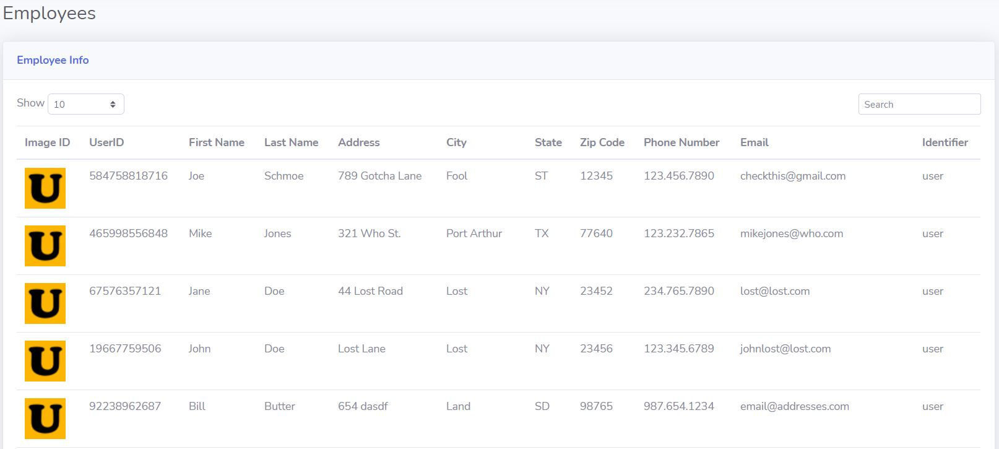 Employees
Employee Info
Show 10 Search
Image ID UserID First Name Last Name Address City State Zip Code Phone Number Email Identifier
U 584758818716 Joe Schmoe 789 Gotcha Lane Fool ST 12345 123.456.7890 checkthis@gmail.com user
U 465998556848 Mike Jones 321 Who St. Port Arthur TX 77640 123.232.7865 mikejones@who.com user
U 67576357121 Jane Doe 44 Lost Road Lost NY 23452 234.765.7890 lost@lost.com user
U 19667759506 John Doe Lost Lane Lost NY 23456 123.345.6789 johnlost@lost.com user
U 92238962687 Bill Butter 654 dasdf Land SD 98765 987.654.1234 email@addresses.com user